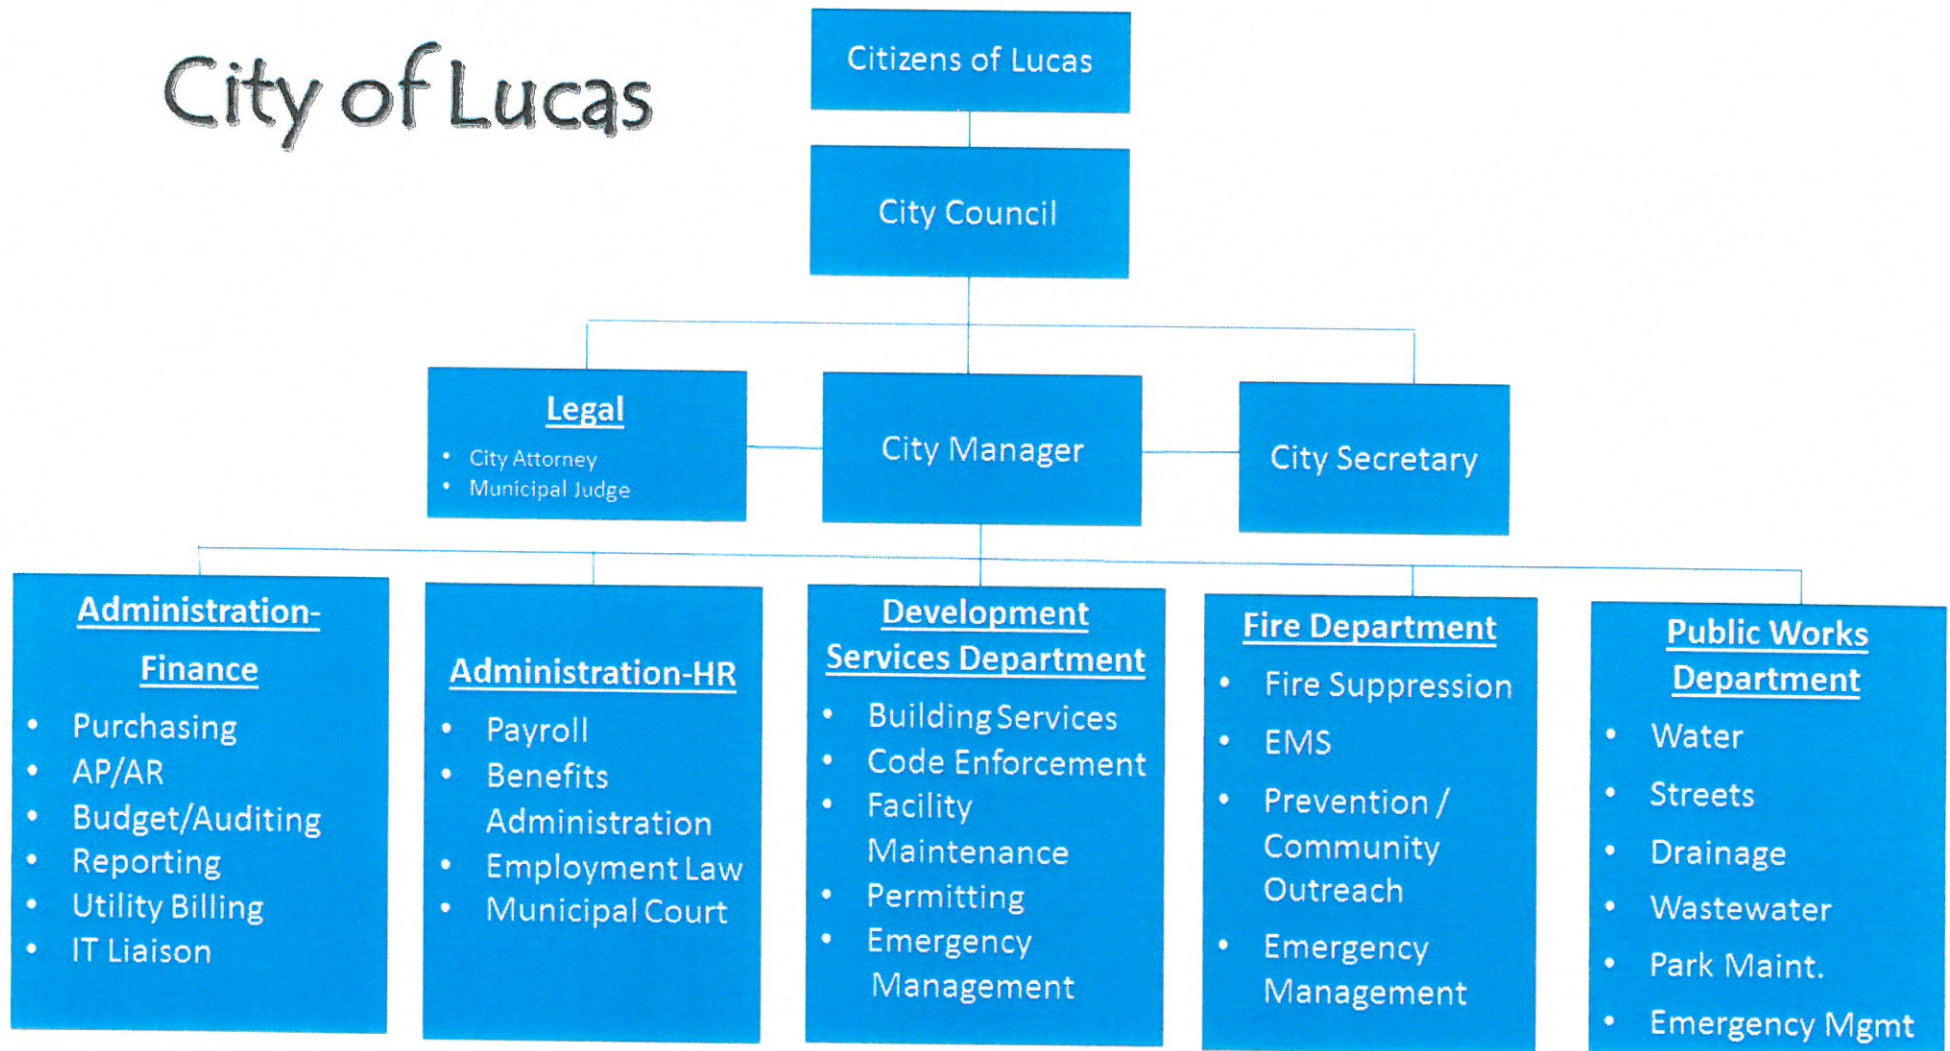 City of Lucas
Citizens of Lucas
City Council
Legal
• City Attorney
• Municipal Judge
City Manager
City Secretary
Administration-
Finance
• Purchasing
• AP/AR
• Budget/Auditing
• Reporting
• Utility Billing
• IT Liaison
Administration-HR
• Payroll
• Benefits
Administration
• Employment Law
• Municipal Court
Development
Services Department
• Building Services
• Code Enforcement
• Facility
Maintenance
• Permitting
• Emergency
Management
Fire Department
• Fire Suppression
• EMS
• Prevention /
Community
Outreach
• Emergency
Management
Public Works
Department
• Water
• Streets
• Drainage
• Wastewater
• Park Maint.
• Emergency Mgmt